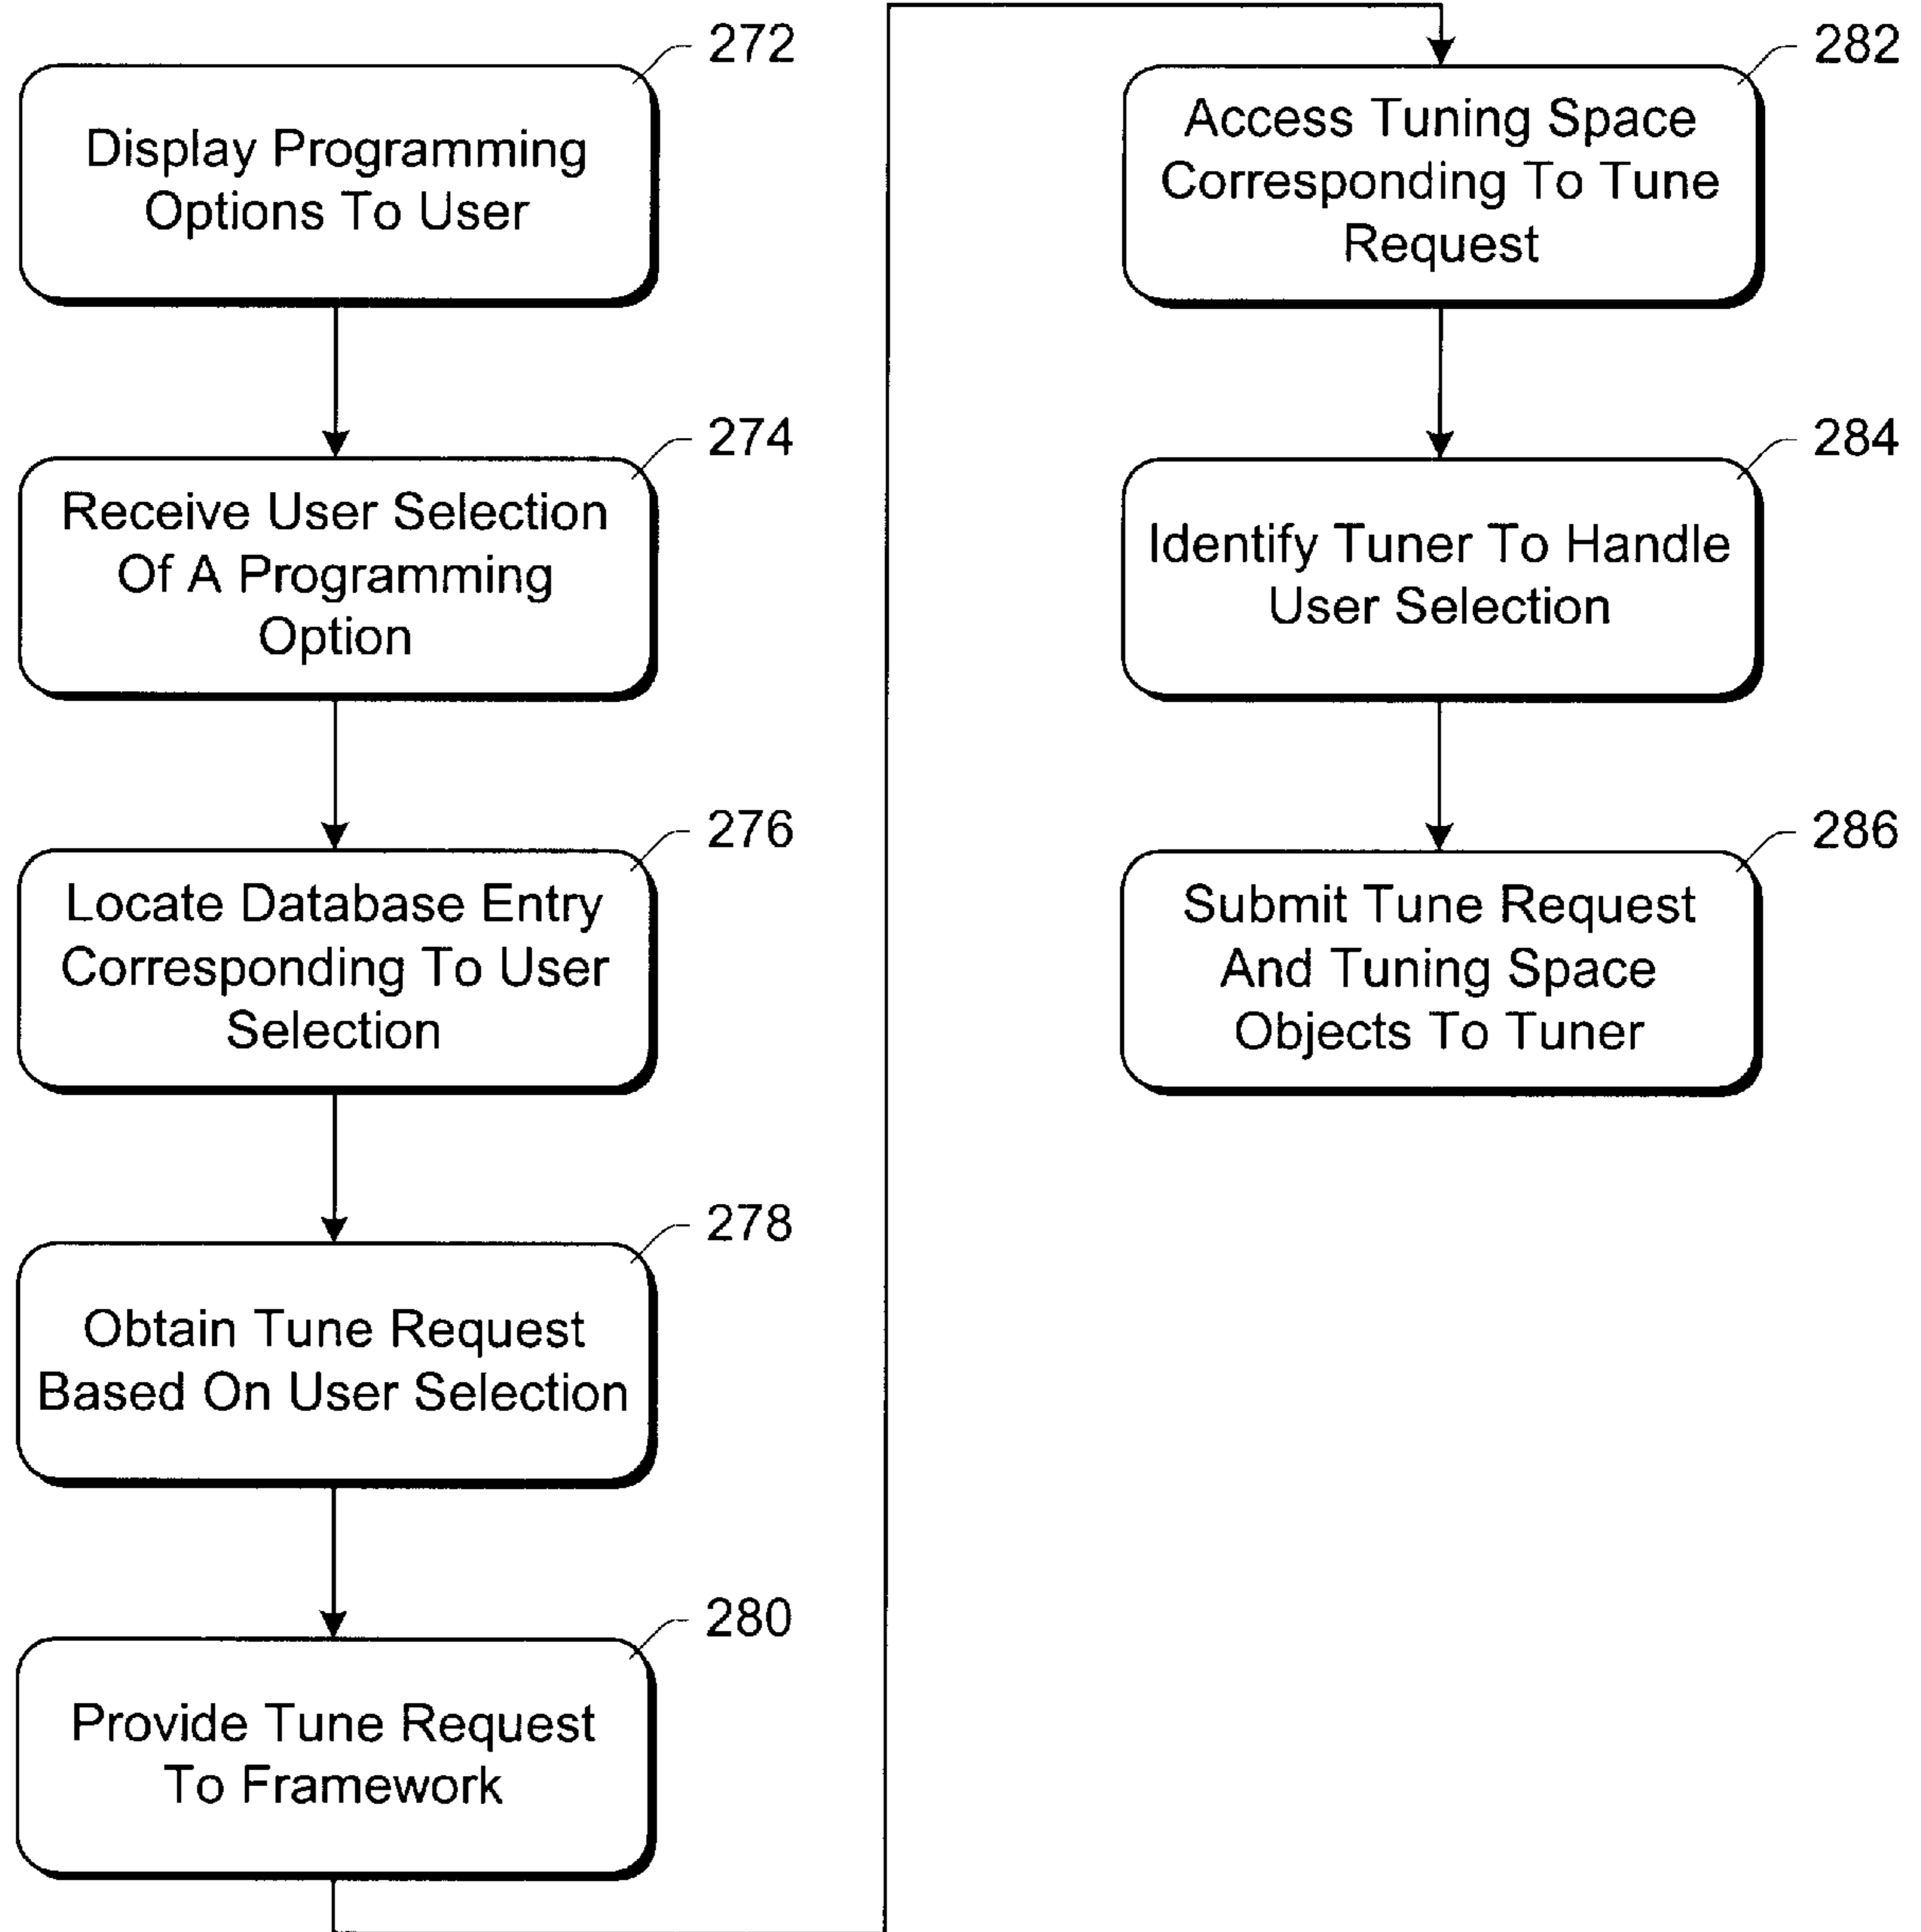 272
Display Programming
Options To User
274
Receive User Selection
Of A Programming
Option
276
Locate Database Entry
Corresponding To User
Selection
278
Obtain Tune Request
Based On User Selection
280
Provide Tune Request
To Framework
282
Access Tuning Space
Corresponding To Tune
Request
284
Identify Tuner To Handle
User Selection
286
Submit Tune Request
And Tuning Space
Objects To Tuner